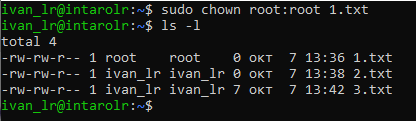 ivan_lr@intarolr:~$ sudo chown root:root 1.txt
ivan_lr@intarolr:~$ ls -l
total 4
-rw-rw-r-- 1 root    root    0 окт  7 13:36 1.txt
-rw-rw-r-- 1 ivan_lr ivan_lr 0 окт  7 13:38 2.txt
-rw-rw-r-- 1 ivan_lr ivan_lr 7 окт  7 13:42 3.txt
ivan_lr@intarolr:~$